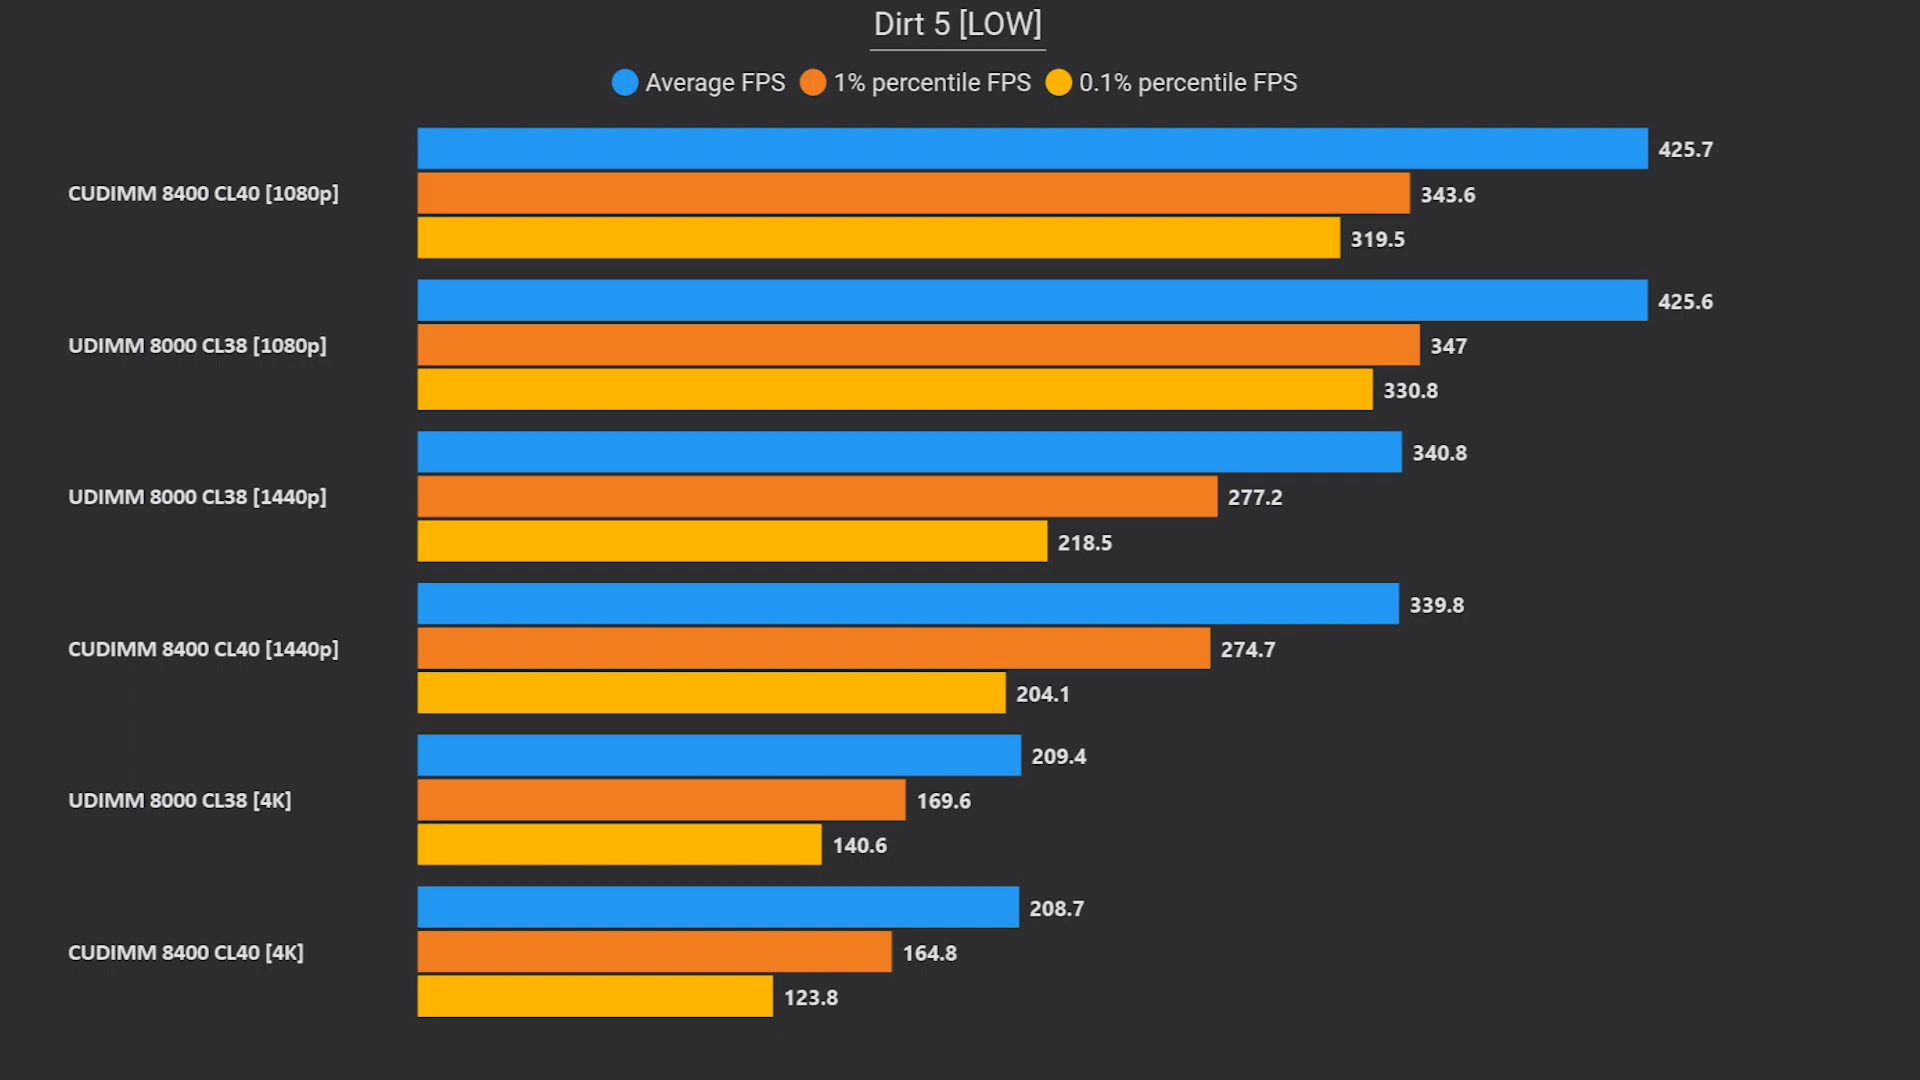 Dirt 5 [LOW]
Average FPS 1% percentile FPS 0.1% percentile FPS
CUDIMM 8400 CL40 [1080p]
425.7
343.6
319.5
UDIMM 8000 CL38 [1080p]
425.6
347
330.8
UDIMM 8000 CL38 [1440p]
340.8
277.2
218.5
CUDIMM 8400 CL40 [1440p]
339.8
274.7
204.1
UDIMM 8000 CL38 [4K]
209.4
169.6
140.6
CUDIMM 8400 CL40 [4K]
208.7
164.8
123.8